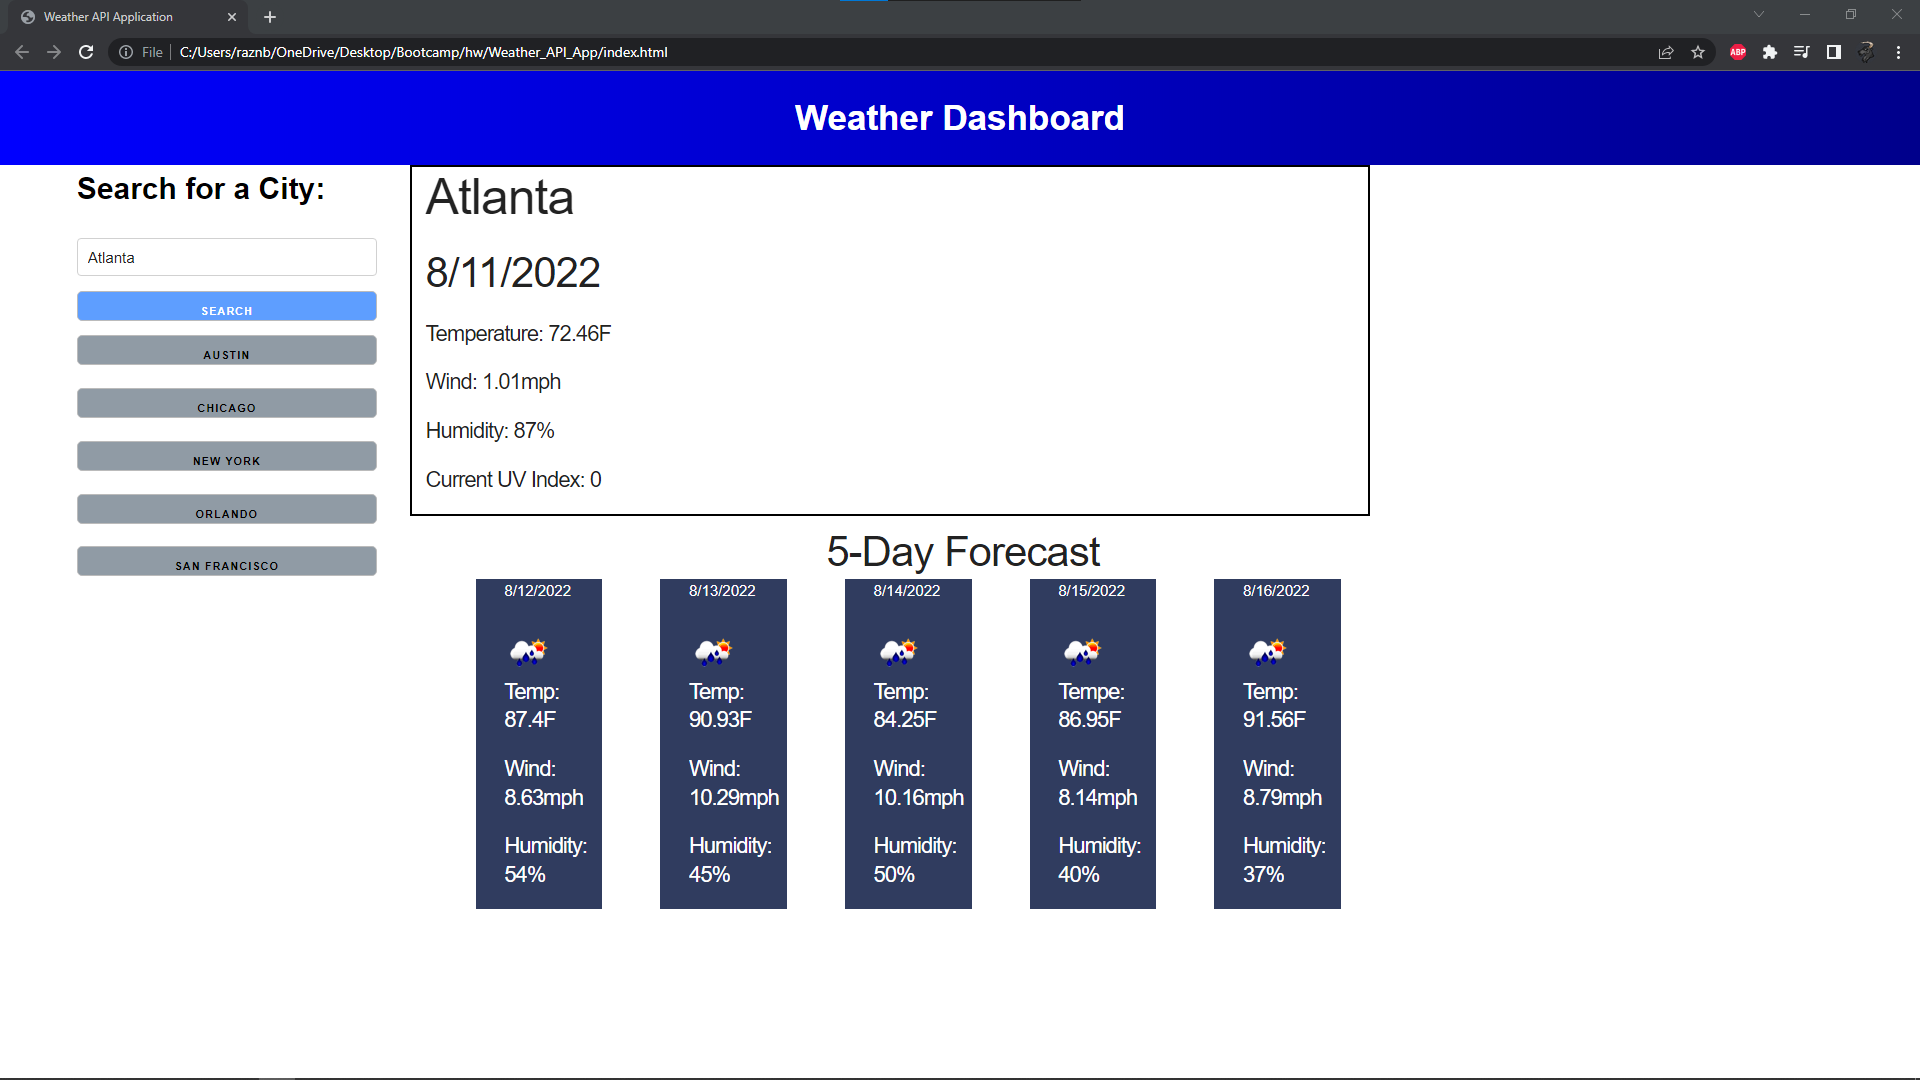 Weather API Application
File
C:/Users/raznb/OneDrive/Desktop/Bootcamp/hw/Weather_API_App/index.html
ABP
Weather Dashboard
Search for a City:
Atlanta
SEARCH
AUSTIN
CHICAGO
NEW YORK
ORLANDO
SAN FRANCISCO
Atlanta
8/11/2022
Temperature: 72.46F
Wind: 1.01mph
Humidity: 87%
Current UV Index: 0
5-Day Forecast
8/12/2022
Temp:
87.4F
Wind:
8.63mph
Humidity:
54%
8/13/2022
Temp:
90.93F
Wind:
10.29mph
Humidity:
45%
8/14/2022
Temp:
84.25F
Wind:
10.16mph
Humidity:
50%
8/15/2022
Tempe:
86.95F
Wind:
8.14mph
Humidity:
40%
8/16/2022
Temp:
91.56F
Wind:
8.79mph
Humidity:
37%